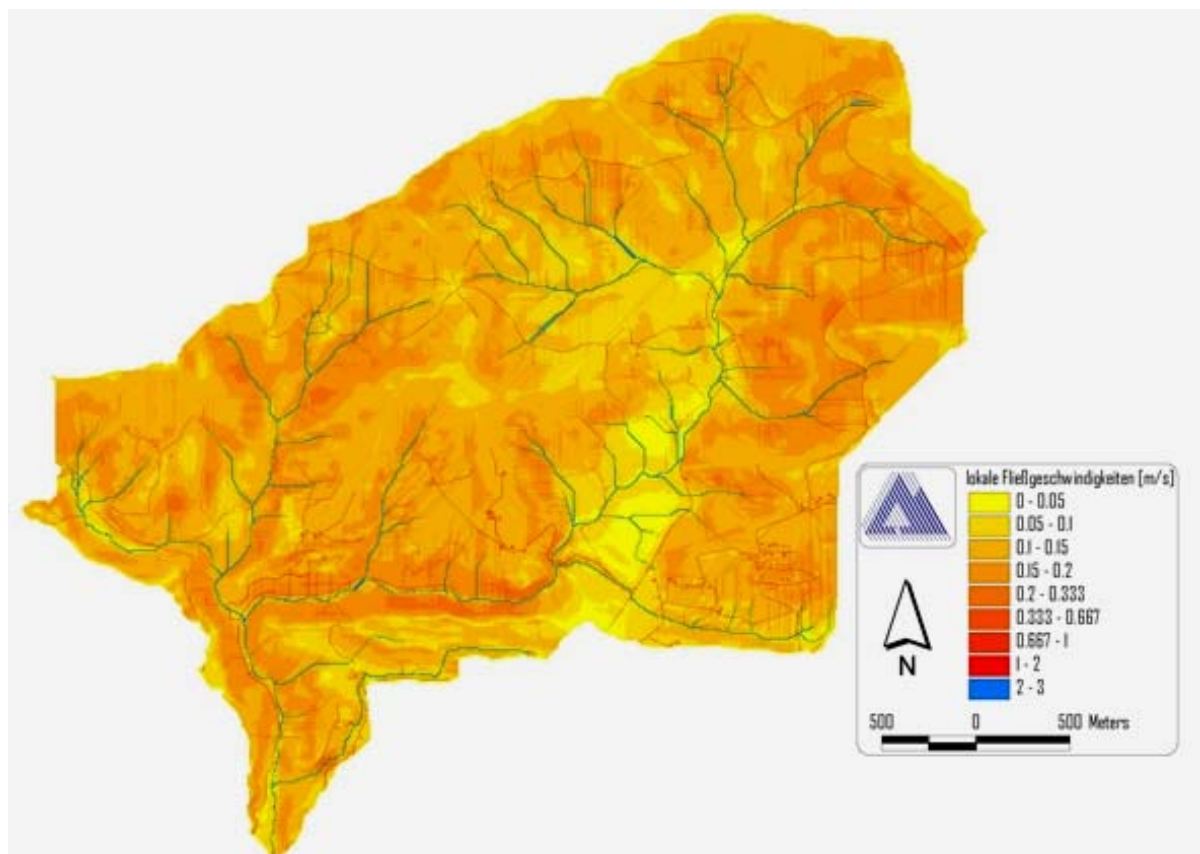 lokale Fließgeschwindigkeiten [m/s]
0 - 0.05
0.05 - 0.1
0.1 - 0.15
0.15 - 0.2
0.2 - 0.333
0.333 - 0.667
0.667 - 1
1 - 2
2 - 3
N
500 0 500 Meters